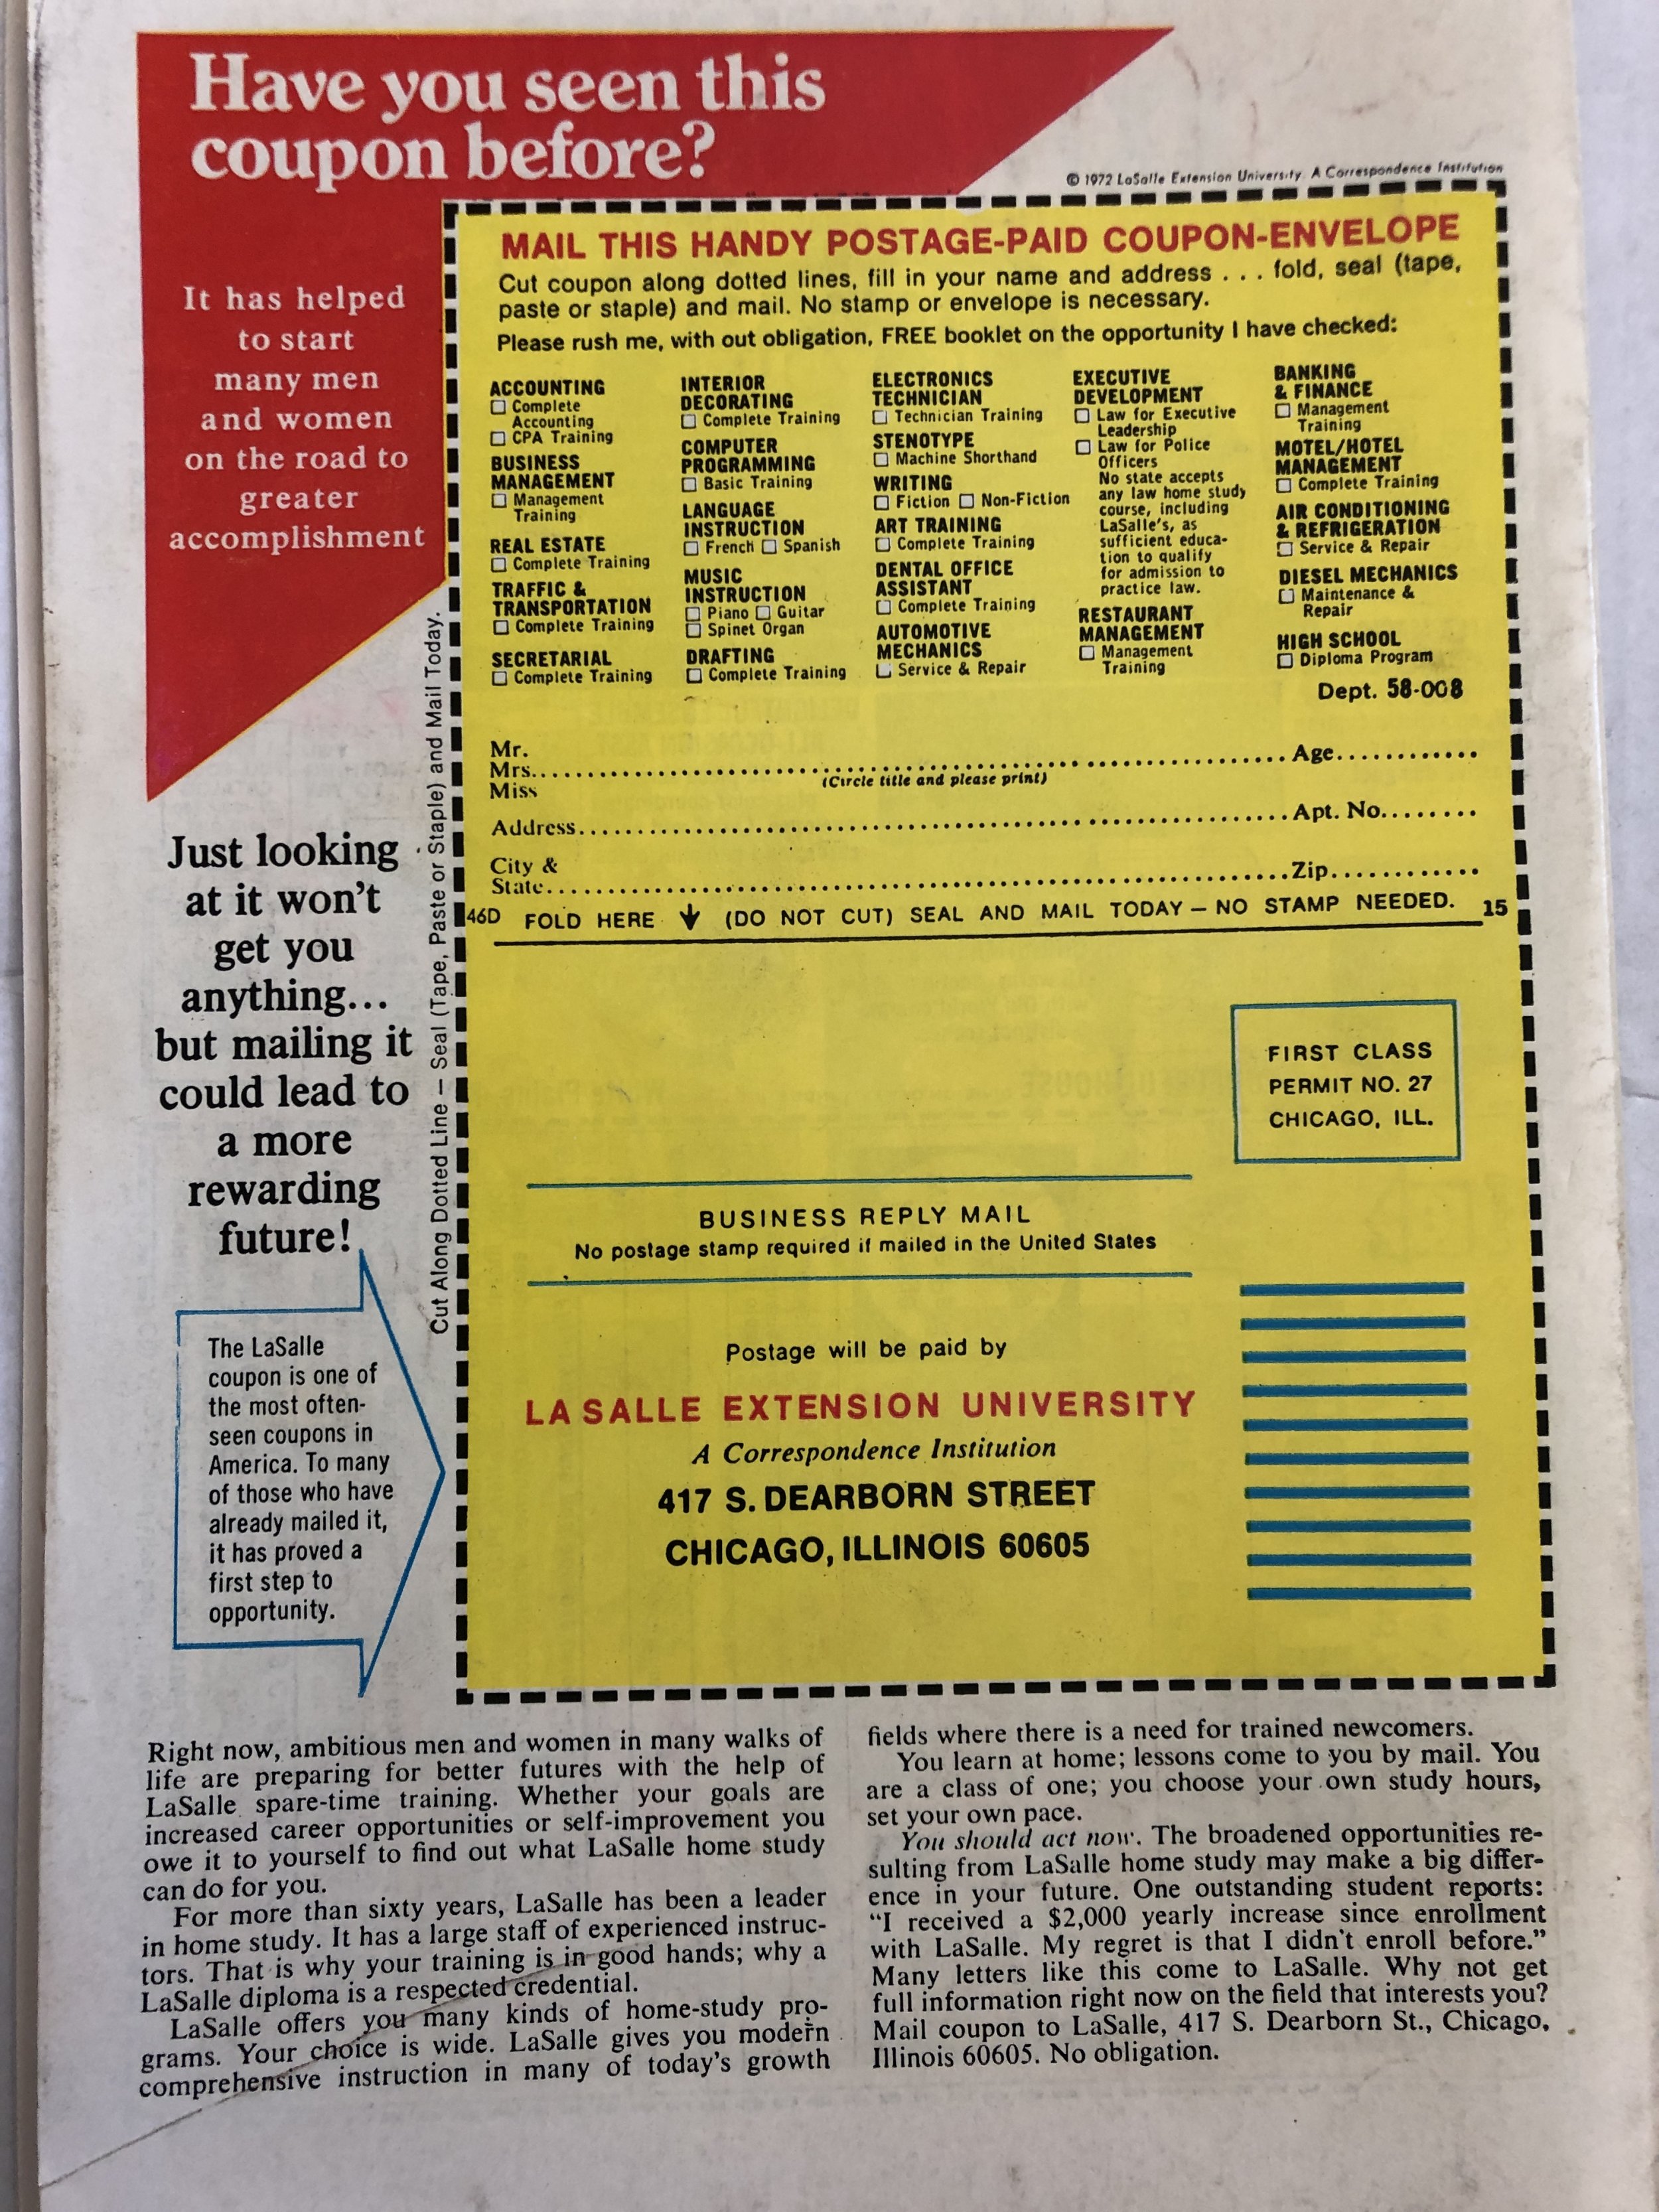 Have you seen this
coupon before?
It has helped
to start
many men
and women
on the road to
greater
accomplishment
© 1972 LaSalle Extension University. A Correspondence Institution
MAIL THIS HANDY POSTAGE-PAID COUPON-ENVELOPE
Cut coupon along dotted lines, fill in your name and address . . . fold, seal (tape,
paste or staple) and mail. No stamp or envelope is necessary.
Please rush me, with out obligation, FREE booklet on the opportunity I have checked:
ACCOUNTING
☐ Complete
Accounting
☐ CPA Training
BUSINESS
MANAGEMENT
☐ Management
Training
REAL ESTATE
☐ Complete Training
TRAFFIC &
TRANSPORTATION
☐ Complete Training
SECRETARIAL
☐ Complete Training
INTERIOR
DECORATING
☐ Complete Training
COMPUTER
PROGRAMMING
☐ Basic Training
LANGUAGE
INSTRUCTION
☐ French ☐ Spanish
MUSIC
INSTRUCTION
☐ Piano ☐ Guitar
☐ Spinet Organ
DRAFTING
☐ Complete Training
ELECTRONICS
TECHNICIAN
☐ Technician Training
STENOTYPE
☐ Machine Shorthand
WRITING
☐ Fiction ☐ Non-Fiction
ART TRAINING
☐ Complete Training
DENTAL OFFICE
ASSISTANT
☐ Complete Training
AUTOMOTIVE
MECHANICS
☐ Service & Repair
EXECUTIVE
DEVELOPMENT
☐ Law for Executive
Leadership
☐ Law for Police
Officers
No state accepts
any law home study
course, including
LaSalle's, as
sufficient educa-
tion to qualify
for admission to
practice law.
RESTAURANT
MANAGEMENT
☐ Management
Training
BANKING
& FINANCE
☐ Management
Training
MOTEL/HOTEL
MANAGEMENT
☐ Complete Training
AIR CONDITIONING
& REFRIGERATION
☐ Service & Repair
DIESEL MECHANICS
☐ Maintenance &
Repair
HIGH SCHOOL
☐ Diploma Program
Dept. 58-008
Mr.
Mrs. Age
(Circle title and please print)
Miss
Address Apt. No.
City &
State Zip
46D FOLD HERE ↓ (DO NOT CUT) SEAL AND MAIL TODAY – NO STAMP NEEDED. 15
Cut Along Dotted Line – Seal (Tape, Paste or Staple) and Mail Today.
Just looking
at it won't
get you
anything...
but mailing it
could lead to
a more
rewarding
future!
The LaSalle
coupon is one of
the most often-
seen coupons in
America. To many
of those who have
already mailed it,
it has proved a
first step to
opportunity.
FIRST CLASS
PERMIT NO. 27
CHICAGO, ILL.
BUSINESS REPLY MAIL
No postage stamp required if mailed in the United States
Postage will be paid by
LA SALLE EXTENSION UNIVERSITY
A Correspondence Institution
417 S. DEARBORN STREET
CHICAGO, ILLINOIS 60605
Right now, ambitious men and women in many walks of
life are preparing for better futures with the help of
LaSalle spare-time training. Whether your goals are
increased career opportunities or self-improvement you
owe it to yourself to find out what LaSalle home study
can do for you.
For more than sixty years, LaSalle has been a leader
in home study. It has a large staff of experienced instruc-
tors. That is why your training is in good hands; why a
LaSalle diploma is a respected credential.
LaSalle offers you many kinds of home-study pro-
grams. Your choice is wide. LaSalle gives you modern
comprehensive instruction in many of today's growth
fields where there is a need for trained newcomers.
You learn at home; lessons come to you by mail. You
are a class of one; you choose your own study hours,
set your own pace.
You should act now. The broadened opportunities re-
sulting from LaSalle home study may make a big differ-
ence in your future. One outstanding student reports:
“I received a $2,000 yearly increase since enrollment
with LaSalle. My regret is that I didn't enroll before.”
Many letters like this come to LaSalle. Why not get
full information right now on the field that interests you?
Mail coupon to LaSalle, 417 S. Dearborn St., Chicago,
Illinois 60605. No obligation.